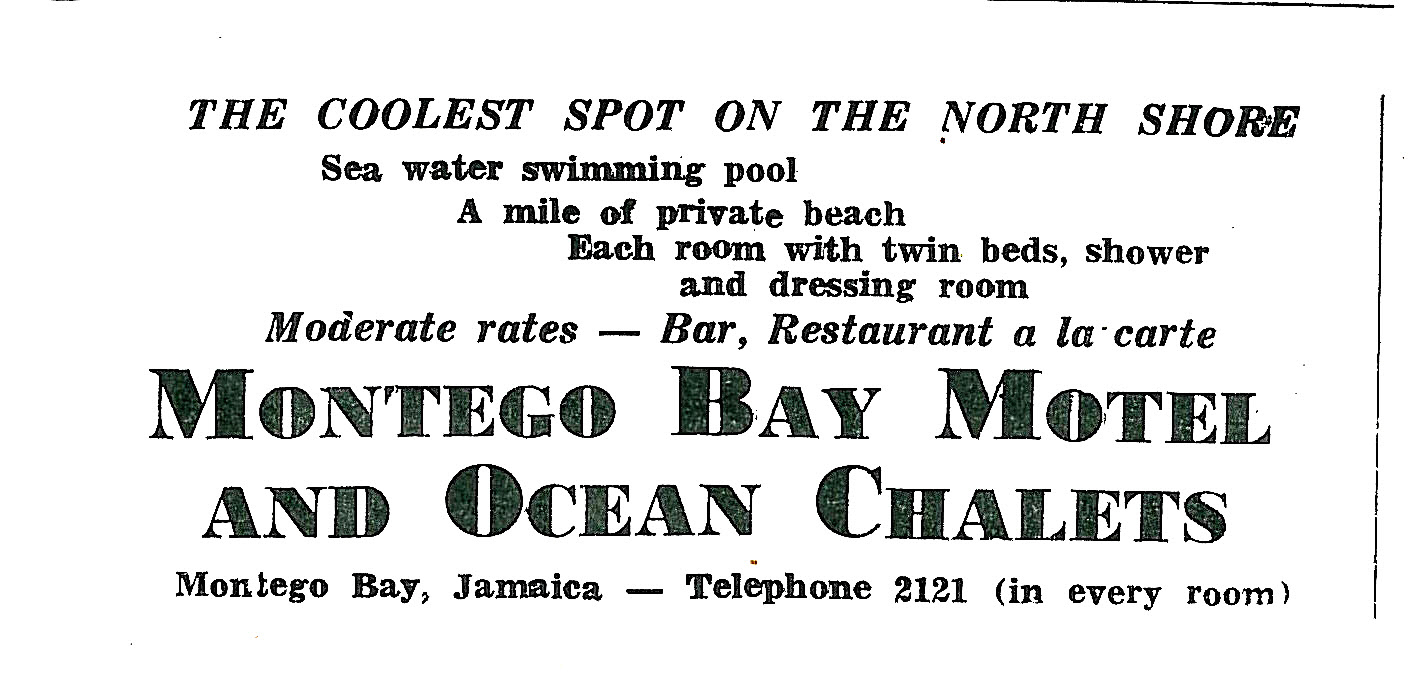 THE COOLEST SPOT ON THE NORTH SHORE
Sea water swimming pool
A mile of private beach
Each room with twin beds, shower
and dressing room
Moderate rates — Bar, Restaurant a la carte
MONTEGO BAY MOTEL
AND OCEAN CHALETS
Montego Bay, Jamaica — Telephone 2121 (in every room)